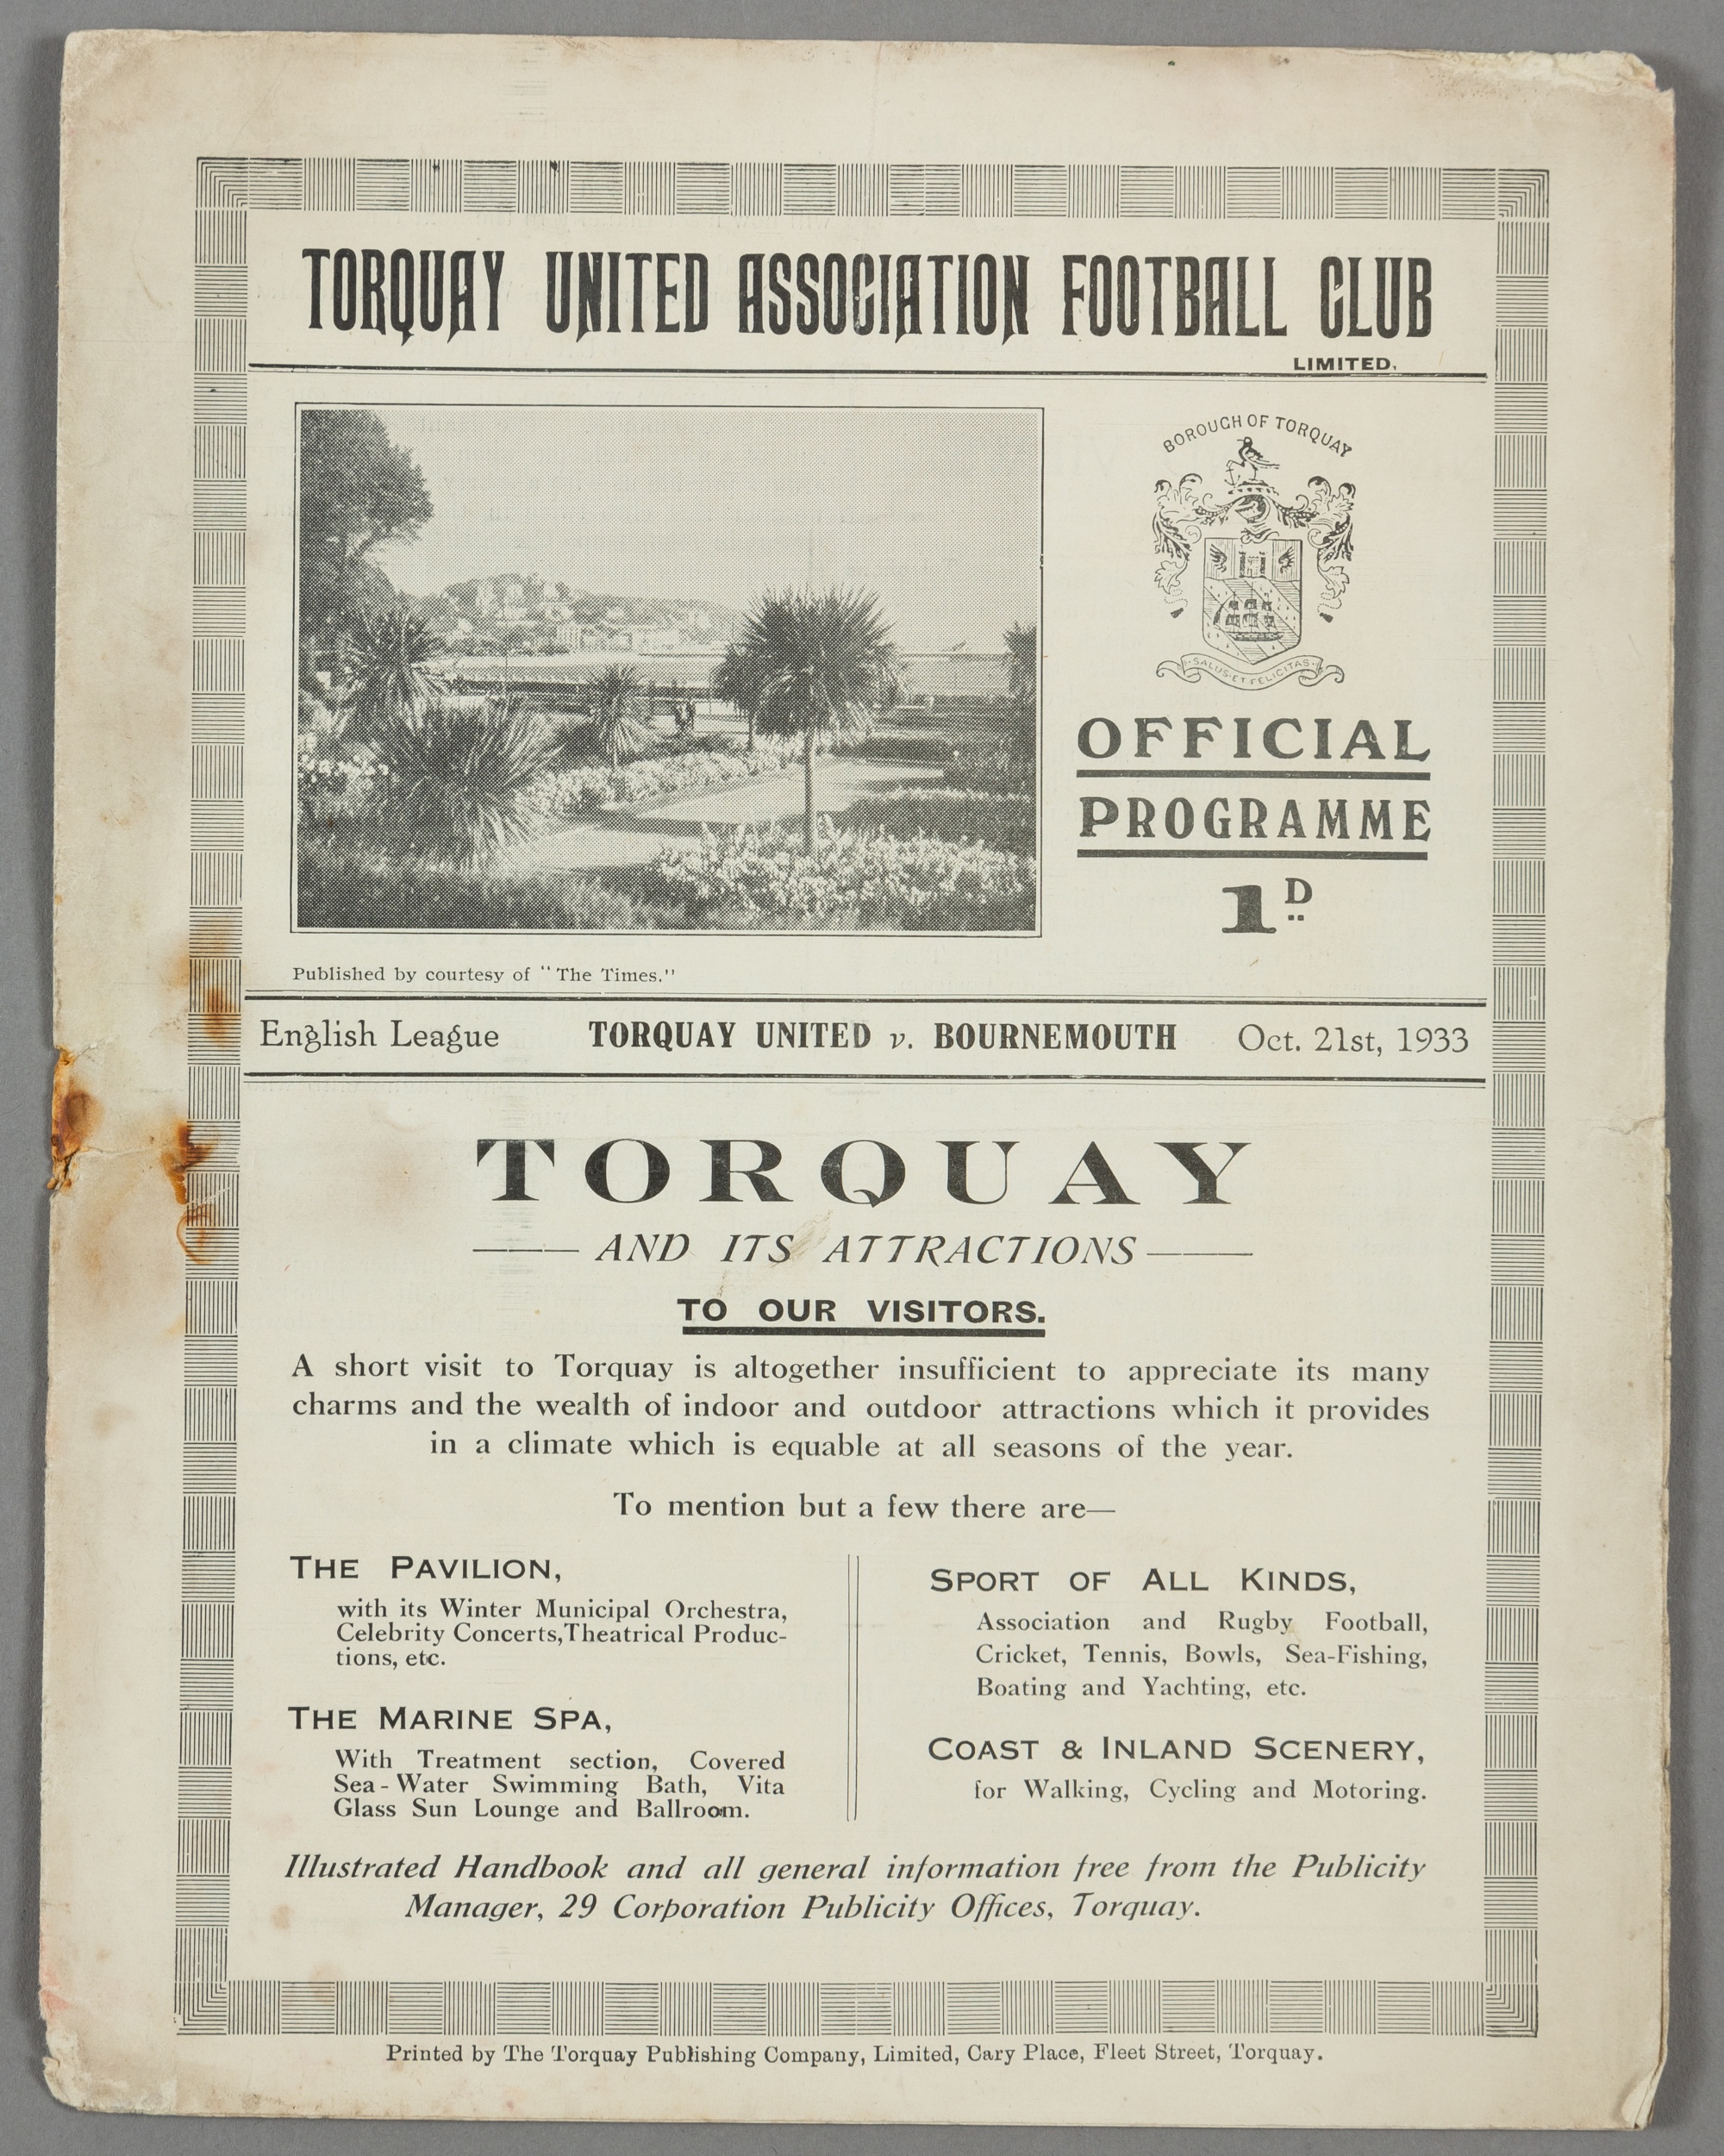 TORQUAY UNITED ASSOCIATION FOOTBALL CLUB
LIMITED.
BOROUGH OF TORQUAY
SALUS·ET FELICITAS
OFFICIAL
PROGRAMME
1D
Published by courtesy of "The Times."
English League TORQUAY UNITED v. BOURNEMOUTH Oct. 21st, 1933
TORQUAY
AND ITS ATTRACTIONS
TO OUR VISITORS.
A short visit to Torquay is altogether insufficient to appreciate its many
charms and the wealth of indoor and outdoor attractions which it provides
in a climate which is equable at all seasons of the year.
To mention but a few there are—
THE PAVILION,
with its Winter Municipal Orchestra,
Celebrity Concerts,Theatrical Produc-
tions, etc.
THE MARINE SPA,
With Treatment section, Covered
Sea-Water Swimming Bath, Vita
Glass Sun Lounge and Ballroom.
SPORT OF ALL KINDS,
Association and Rugby Football,
Cricket, Tennis, Bowls, Sea-Fishing,
Boating and Yachting, etc.
COAST & INLAND SCENERY,
for Walking, Cycling and Motoring.
Illustrated Handbook and all general information free from the Publicity
Manager, 29 Corporation Publicity Offices, Torquay.
Printed by The Torquay Publishing Company, Limited, Cary Place, Fleet Street, Torquay.